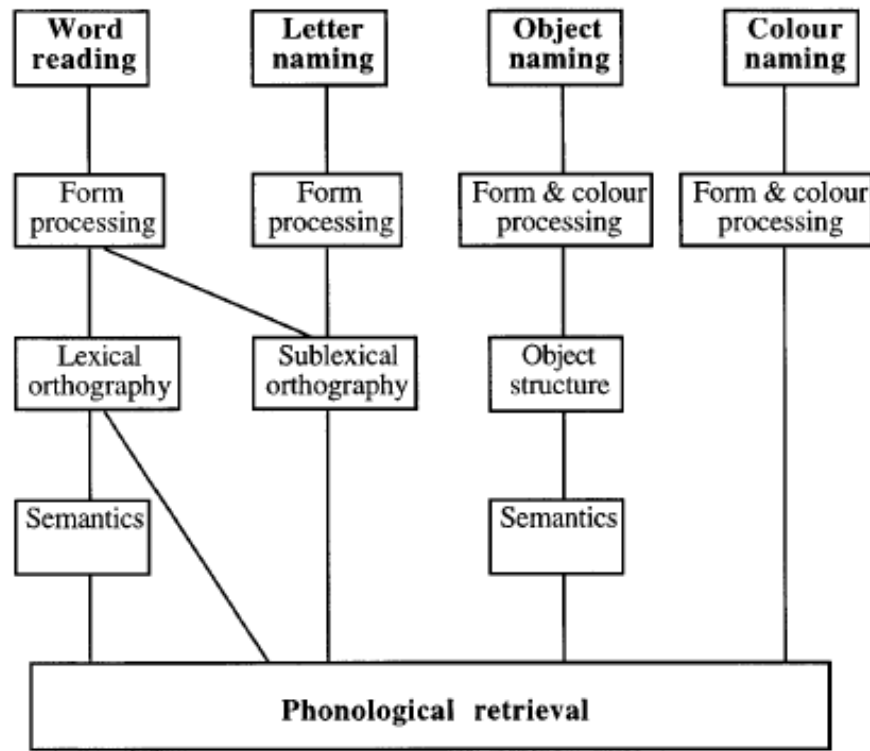 Word
reading
Letter
naming
Object
naming
Colour
naming
Form
processing
Form
processing
Form & colour
processing
Form & colour
processing
Lexical
orthography
Sublexical
orthography
Object
structure
Semantics
Semantics
Phonological retrieval